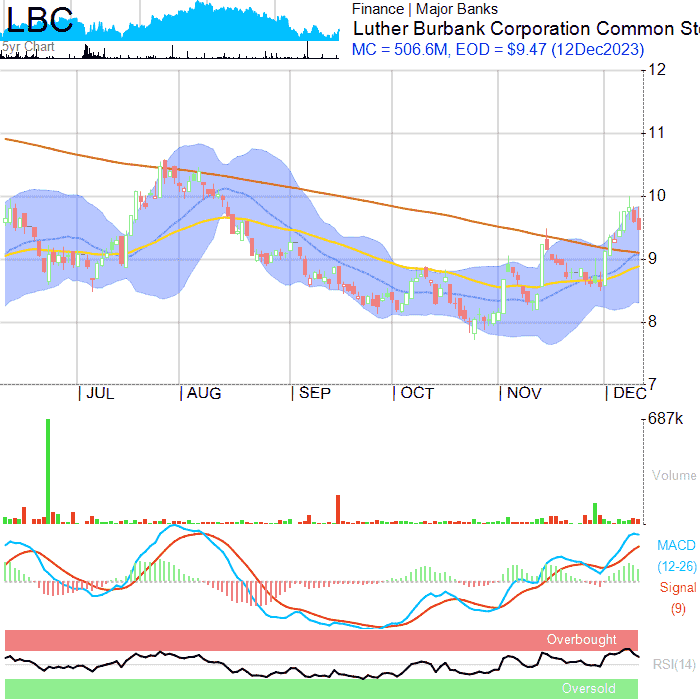 LBC
5yr Chart
Finance | Major Banks
Luther Burbank Corporation Common Sto
MC = 506.6M, EOD = $9.47 (12Dec2023)
12
11
10
9
8
7
| JUL | AUG | SEP | OCT | NOV | DEC
687k
Volume
MACD
(12-26)
Signal
(9)
Overbought
RSI(14)
Oversold